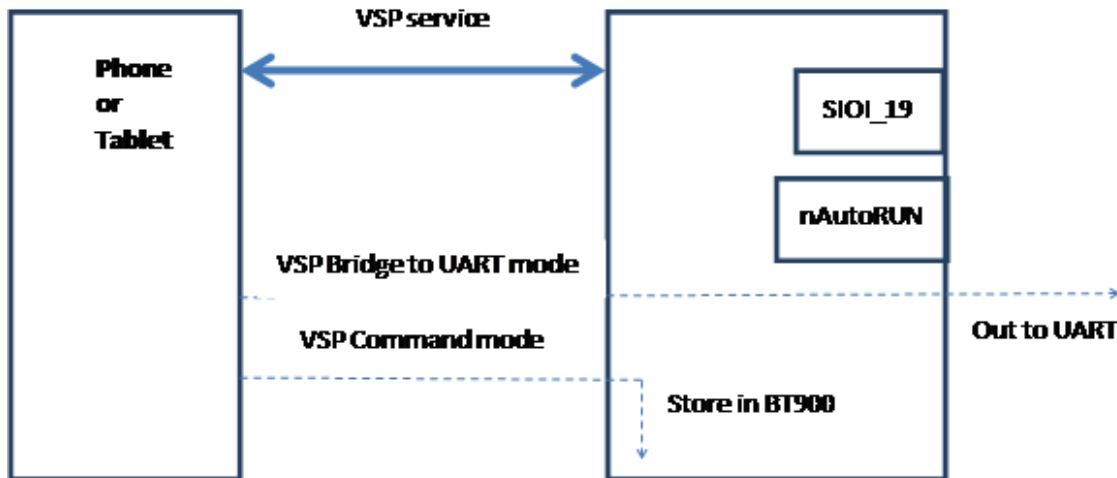 VSP service
Phone
or
Tablet
SIOI_19
nAutoRUN
VSP Bridge to UART mode
Out to UART
VSP Command mode
Store in BT900